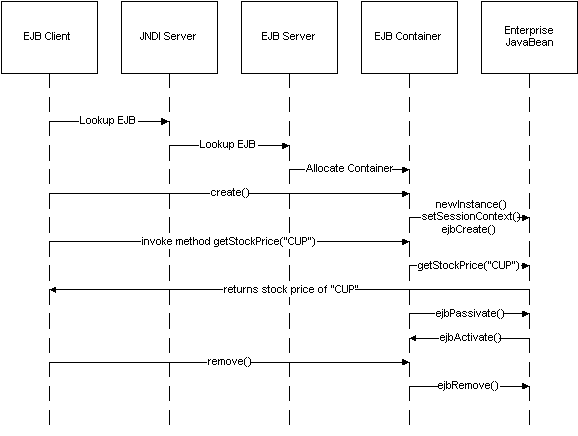 EJB Client
JNDI Server
EJB Server
EJB Container
Enterprise
JavaBean
Lookup EJB
Lookup EJB
Allocate Container
create()
newInstance()
setSessionContext()
ejbCreate()
invoke method getStockPrice("CUP")
getStockPrice("CUP")
returns stock price of "CUP"
ejbPassivate()
ejbActivate()
remove()
ejbRemove()